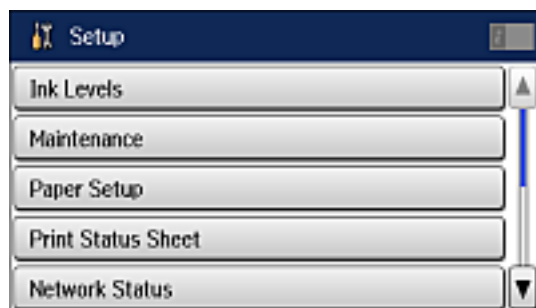 Setup
Ink Levels
Maintenance
Paper Setup
Print Status Sheet
Network Status